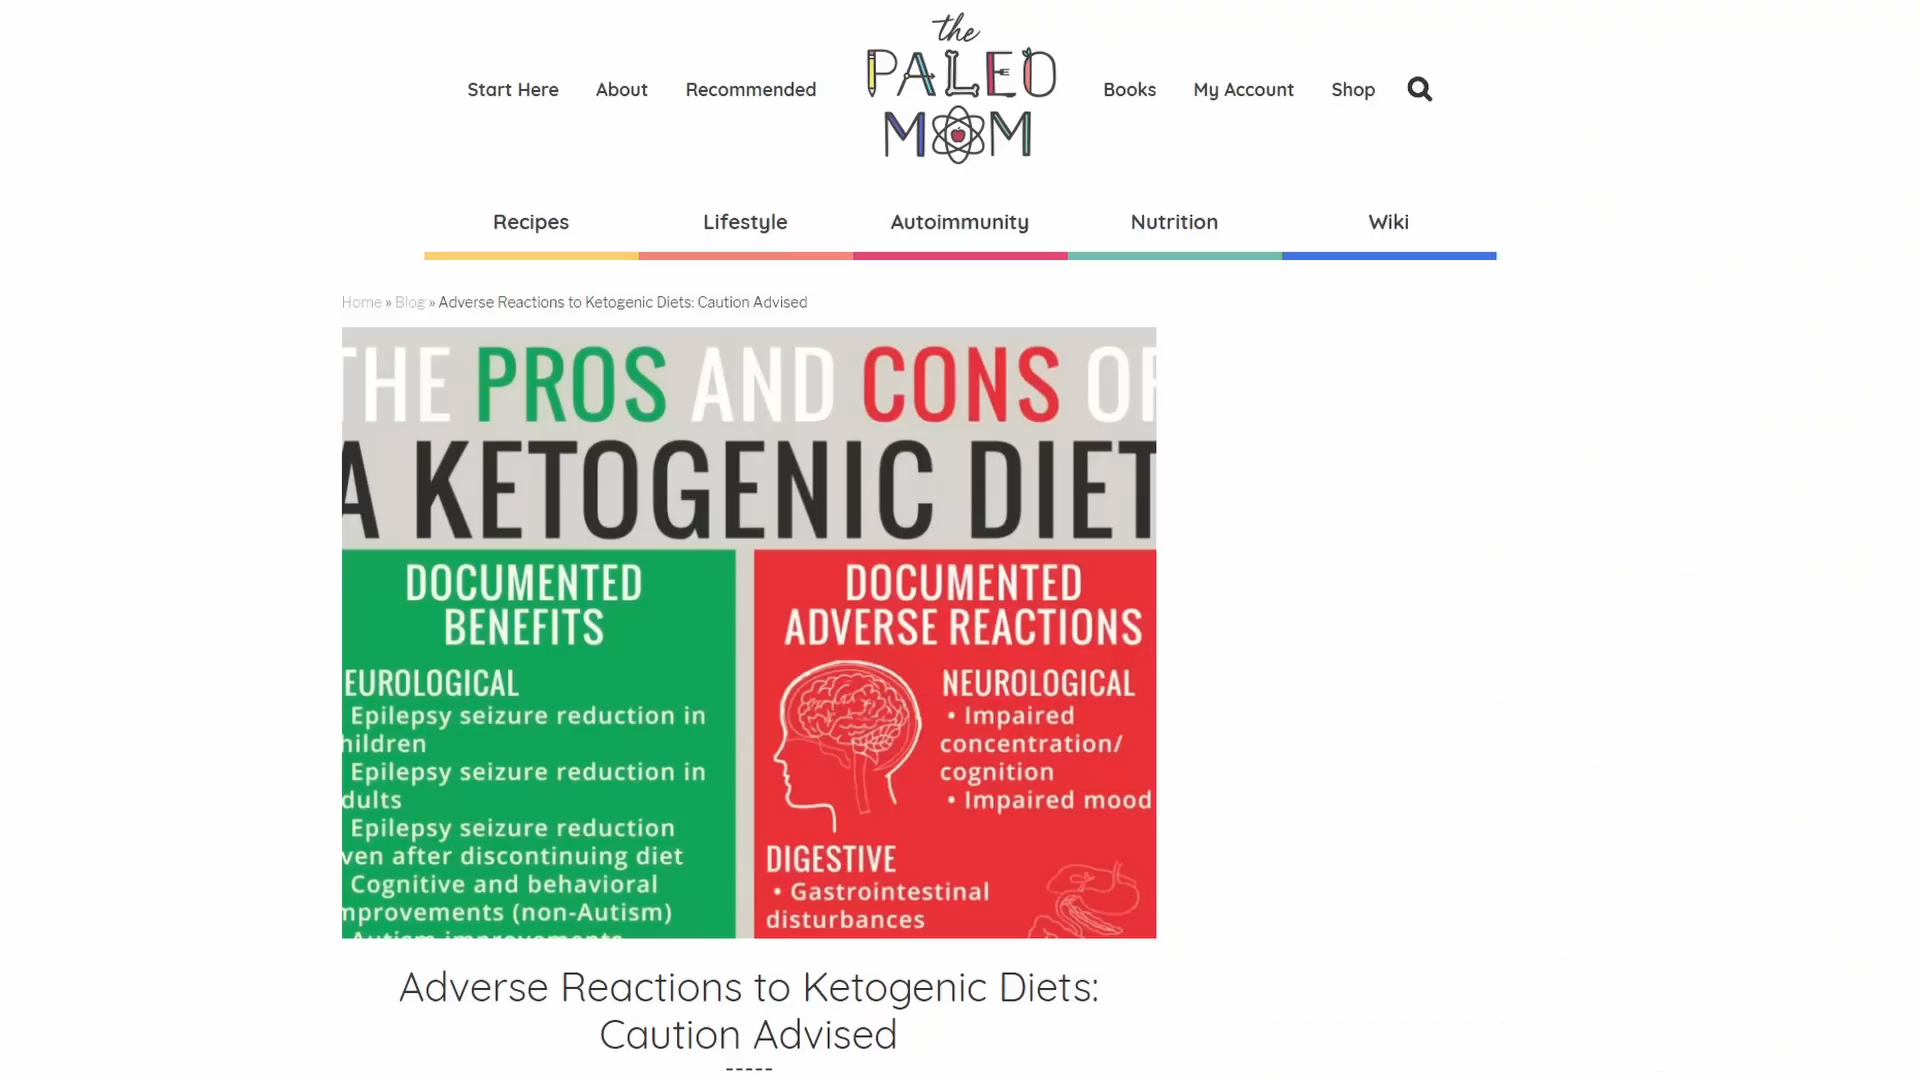 the
PALEO
MOM
Start Here About Recommended Books My Account Shop
Recipes Lifestyle Autoimmunity Nutrition Wiki
Home » Blog » Adverse Reactions to Ketogenic Diets: Caution Advised
THE PROS AND CONS OF
A KETOGENIC DIET
DOCUMENTED
BENEFITS
EUROLOGICAL
Epilepsy seizure reduction in
hildren
Epilepsy seizure reduction in
dults
Epilepsy seizure reduction
ven after discontinuing diet
Cognitive and behavioral
mprovements (non-Autism)
Autism improvements
DOCUMENTED
ADVERSE REACTIONS
NEUROLOGICAL
• Impaired
concentration/
cognition
• Impaired mood
DIGESTIVE
• Gastrointestinal
disturbances
Adverse Reactions to Ketogenic Diets:
Caution Advised
-----